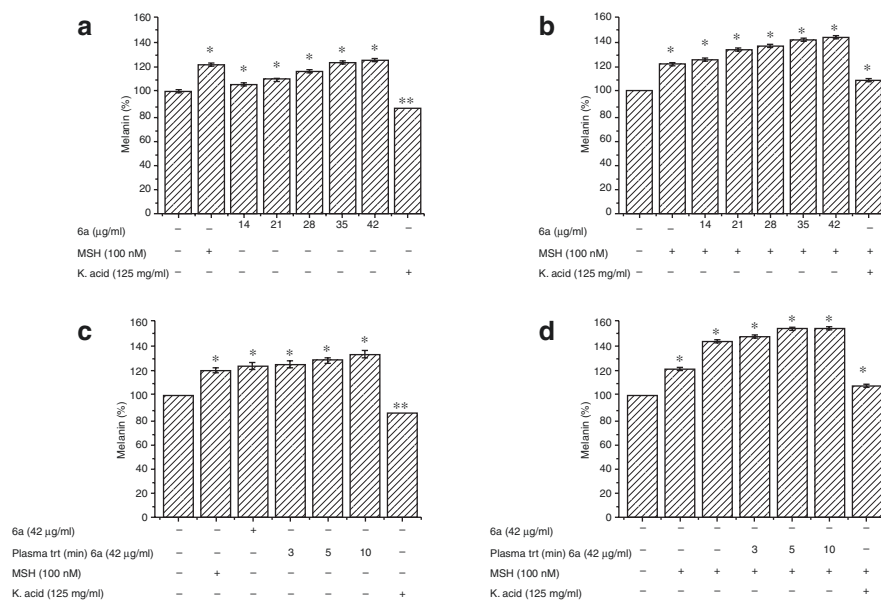 a
160
140
120
100
80
60
40
20
0
Melanin (%)
* * * * * * **
6a (μg/ml) – – 14 21 28 35 42 –
MSH (100 nM) – + – – – – – –
K. acid (125 mg/ml) – – – – – – – +
b
160
140
120
100
80
60
40
20
0
Melanin (%)
* * * * * * *
– – 14 21 28 35 42 –
6a (μg/ml)
MSH (100 nM) – + + + + + + +
K. acid (125 mg/ml) – – – – – – – +
c
160
140
120
100
80
60
40
20
0
Melanin (%)
* * * * * **
6a (42 μg/ml) – – + – – – –
Plasma trt (min) 6a (42 μg/ml) – – – 3 5 10 –
MSH (100 nM) – + – – – – –
K. acid (125 mg/ml) – – – – – – +
d
160
140
120
100
80
60
40
20
0
Melanin (%)
* * * * * *
6a (42 μg/ml) – – – – – – –
Plasma trt (min) 6a (42 μg/ml) – – – 3 5 10 –
MSH (100 nM) – + + + + + +
K. acid (125 mg/ml) – – – – – – +